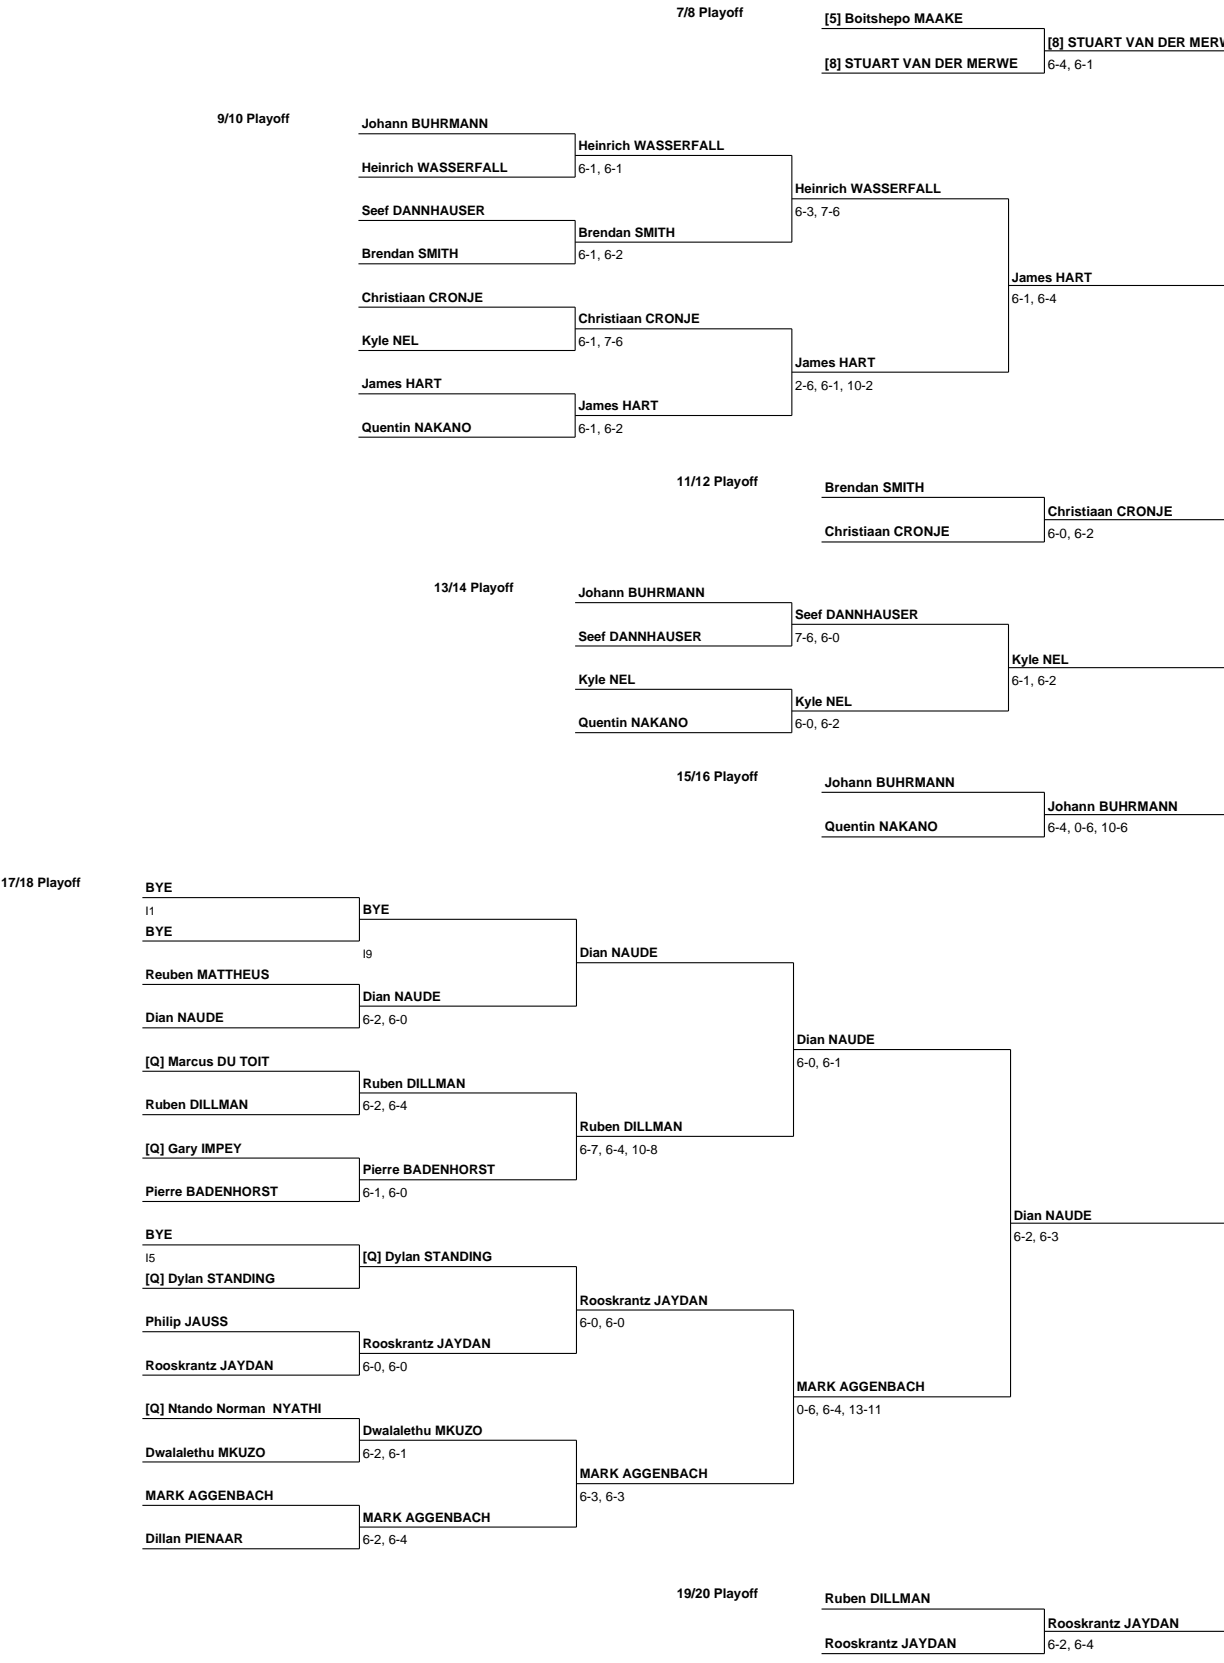 7/8 Playoff
[5] Boitshepo MAAKE
[8] STUART VAN DER MERW
[8] STUART VAN DER MERWE
6-4, 6-1
9/10 Playoff
Johann BUHRMANN
Heinrich WASSERFALL
Heinrich WASSERFALL
6-1, 6-1
Heinrich WASSERFALL
Seef DANNHAUSER
6-3, 7-6
Brendan SMITH
Brendan SMITH
6-1, 6-2
James HART
Christiaan CRONJE
6-1, 6-4
Christiaan CRONJE
Kyle NEL
6-1, 7-6
James HART
James HART
2-6, 6-1, 10-2
James HART
Quentin NAKANO
6-1, 6-2
11/12 Playoff
Brendan SMITH
Christiaan CRONJE
Christiaan CRONJE
6-0, 6-2
13/14 Playoff
Johann BUHRMANN
Seef DANNHAUSER
Seef DANNHAUSER
7-6, 6-0
Kyle NEL
Kyle NEL
6-1, 6-2
Kyle NEL
Quentin NAKANO
6-0, 6-2
15/16 Playoff
Johann BUHRMANN
Johann BUHRMANN
Quentin NAKANO
6-4, 0-6, 10-6
17/18 Playoff
BYE
I1
BYE
BYE
I9
Dian NAUDE
Reuben MATTHEUS
Dian NAUDE
Dian NAUDE
6-2, 6-0
Dian NAUDE
[Q] Marcus DU TOIT
6-0, 6-1
Ruben DILLMAN
Ruben DILLMAN
6-2, 6-4
Ruben DILLMAN
[Q] Gary IMPEY
6-7, 6-4, 10-8
Pierre BADENHORST
Pierre BADENHORST
6-1, 6-0
Dian NAUDE
BYE
6-2, 6-3
I5
[Q] Dylan STANDING
[Q] Dylan STANDING
Rooskrantz JAYDAN
Philip JAUSS
6-0, 6-0
Rooskrantz JAYDAN
Rooskrantz JAYDAN
6-0, 6-0
MARK AGGENBACH
[Q] Ntando Norman  NYATHI
0-6, 6-4, 13-11
Dwalalethu MKUZO
Dwalalethu MKUZO
6-2, 6-1
MARK AGGENBACH
MARK AGGENBACH
6-3, 6-3
MARK AGGENBACH
Dillan PIENAAR
6-2, 6-4
19/20 Playoff
Ruben DILLMAN
Rooskrantz JAYDAN
Rooskrantz JAYDAN
6-2, 6-4